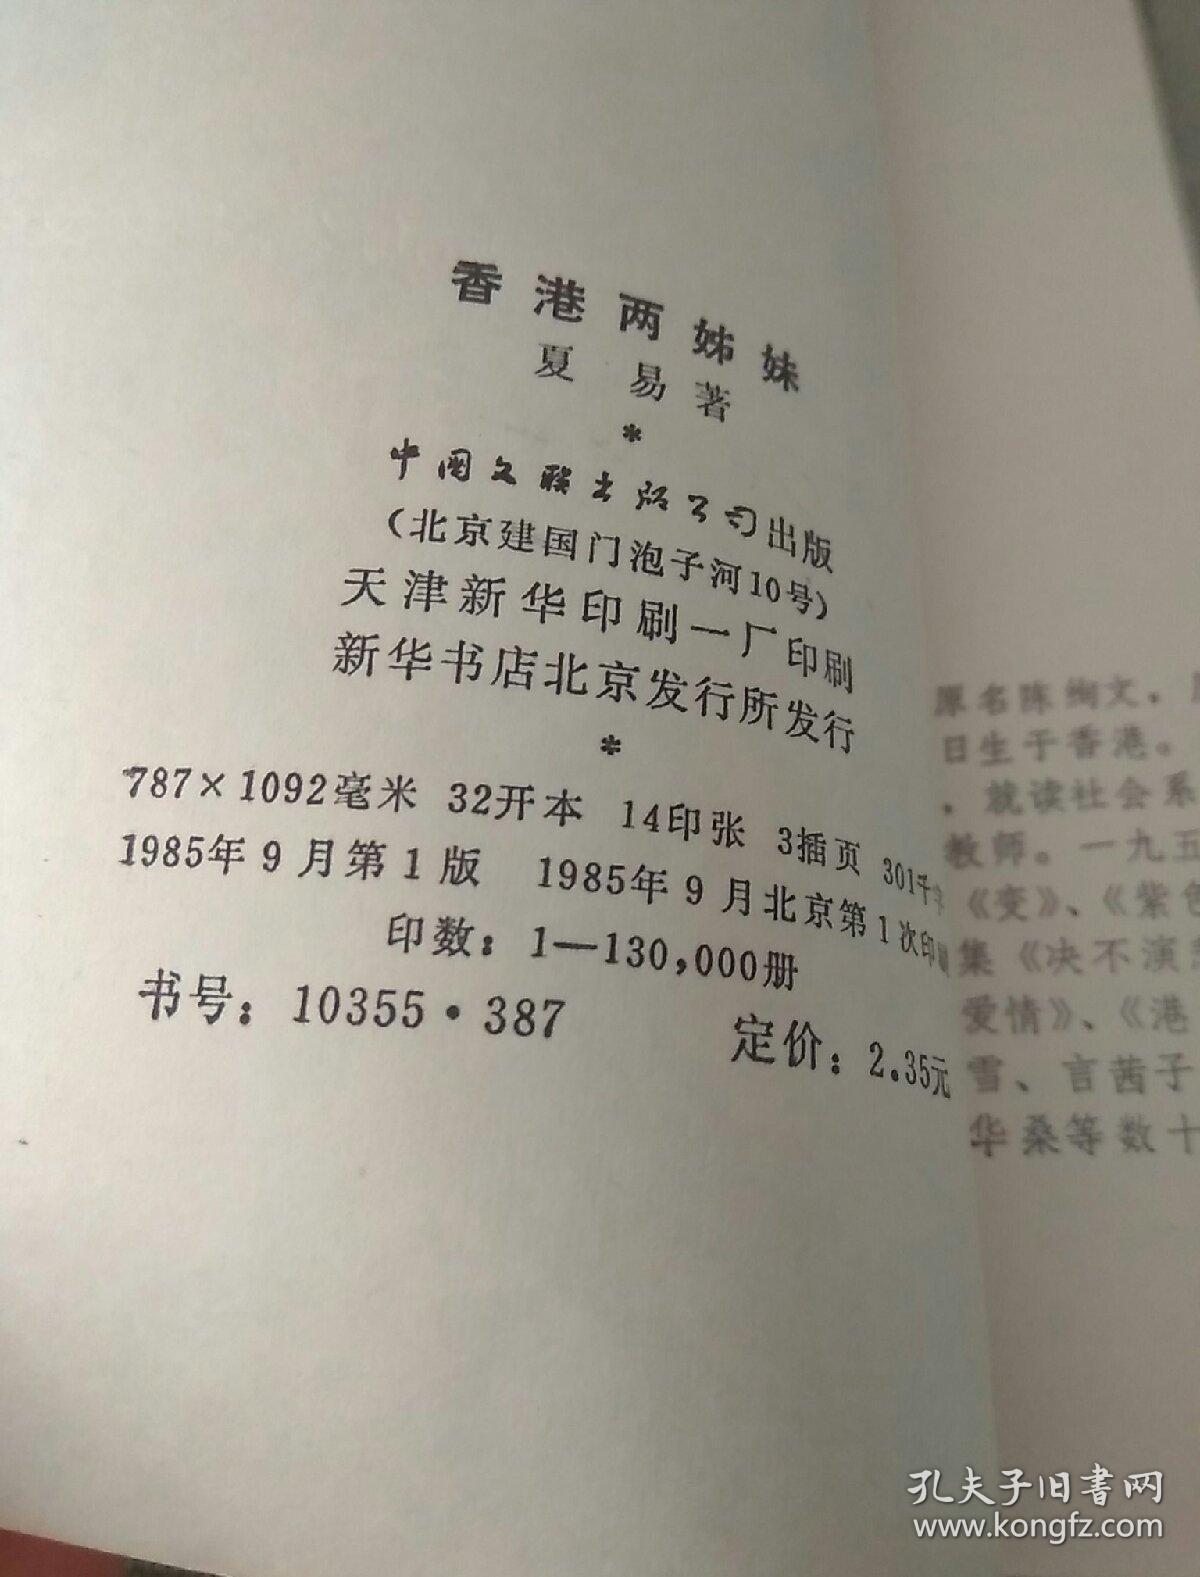 香港两姊妹
夏易著
*
中国文联出版公司出版
（北京建国门泡子河10号）
天津新华印刷一厂印刷
新华书店北京发行所发行
*
787×1092毫米 32开本 14印张 3插页 301千字
1985年9月第1版 1985年9月北京第1次印刷
印数：1—130,000册
书号：10355·387 定价：2.35元
原名陈绚文，
日生于香港。
，就读社会系
教师。一九五
《变》、《紫色
集《决不演
爱情》、《港
雪、言茜子
华桑等数十
孔夫子旧书网
www.kongfz.com